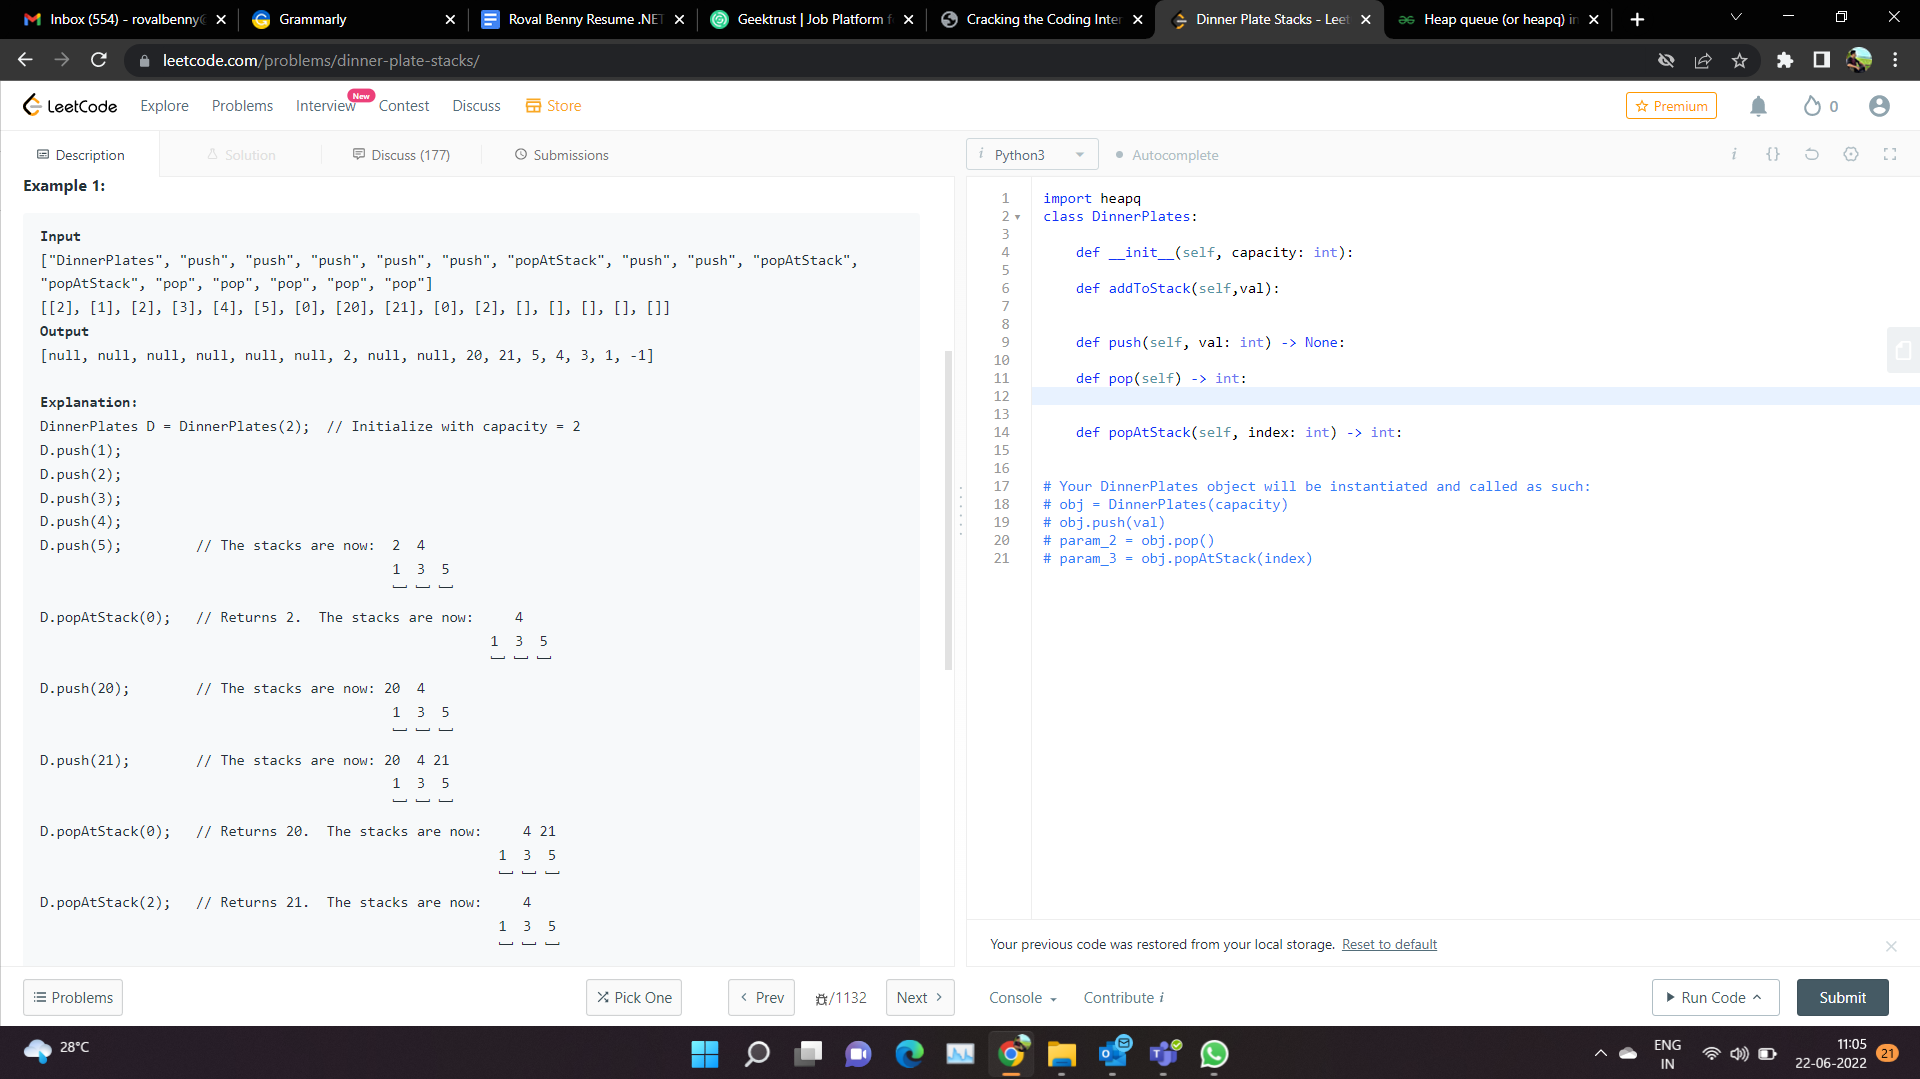 Inbox (554) - rovalbenny@
Grammarly
Roval Benny Resume .NET
Geektrust | Job Platform f
Cracking the Coding Inter
Dinner Plate Stacks - Leet
Heap queue (or heapq) in
leetcode.com/problems/dinner-plate-stacks/
LeetCode
Explore
Problems
Interview
New
Contest
Discuss
Store
Premium
0
Description
Solution
Discuss (177)
Submissions
i Python3
Autocomplete
i {}
Example 1:
Input
["DinnerPlates", "push", "push", "push", "push", "push", "popAtStack", "push", "push", "popAtStack",
"popAtStack", "pop", "pop", "pop", "pop", "pop"]
[[2], [1], [2], [3], [4], [5], [0], [20], [21], [0], [2], [], [], [], [], []]
Output
[null, null, null, null, null, null, 2, null, null, 20, 21, 5, 4, 3, 1, -1]
Explanation:
DinnerPlates D = DinnerPlates(2);  // Initialize with capacity = 2
D.push(1);
D.push(2);
D.push(3);
D.push(4);
D.push(5);         // The stacks are now:  2  4
1  3  5
﹈ ﹈ ﹈
D.popAtStack(0);   // Returns 2.  The stacks are now:     4
1  3  5
﹈ ﹈ ﹈
D.push(20);        // The stacks are now: 20  4
1  3  5
﹈ ﹈ ﹈
D.push(21);        // The stacks are now: 20  4 21
1  3  5
﹈ ﹈ ﹈
D.popAtStack(0);   // Returns 20.  The stacks are now:     4 21
1  3  5
﹈ ﹈ ﹈
D.popAtStack(2);   // Returns 21.  The stacks are now:     4
1  3  5
﹈ ﹈ ﹈
1 import heapq
2 class DinnerPlates:
3
4     def __init__(self, capacity: int):
5
6     def addToStack(self,val):
7
8
9     def push(self, val: int) -> None:
10
11     def pop(self) -> int:
12
13
14     def popAtStack(self, index: int) -> int:
15
16
17 # Your DinnerPlates object will be instantiated and called as such:
18 # obj = DinnerPlates(capacity)
19 # obj.push(val)
20 # param_2 = obj.pop()
21 # param_3 = obj.popAtStack(index)
Your previous code was restored from your local storage. Reset to default
Problems
Pick One
Prev
/1132
Next
Console
Contribute i
Run Code
Submit
28°C
ENG
IN
11:05
22-06-2022
21